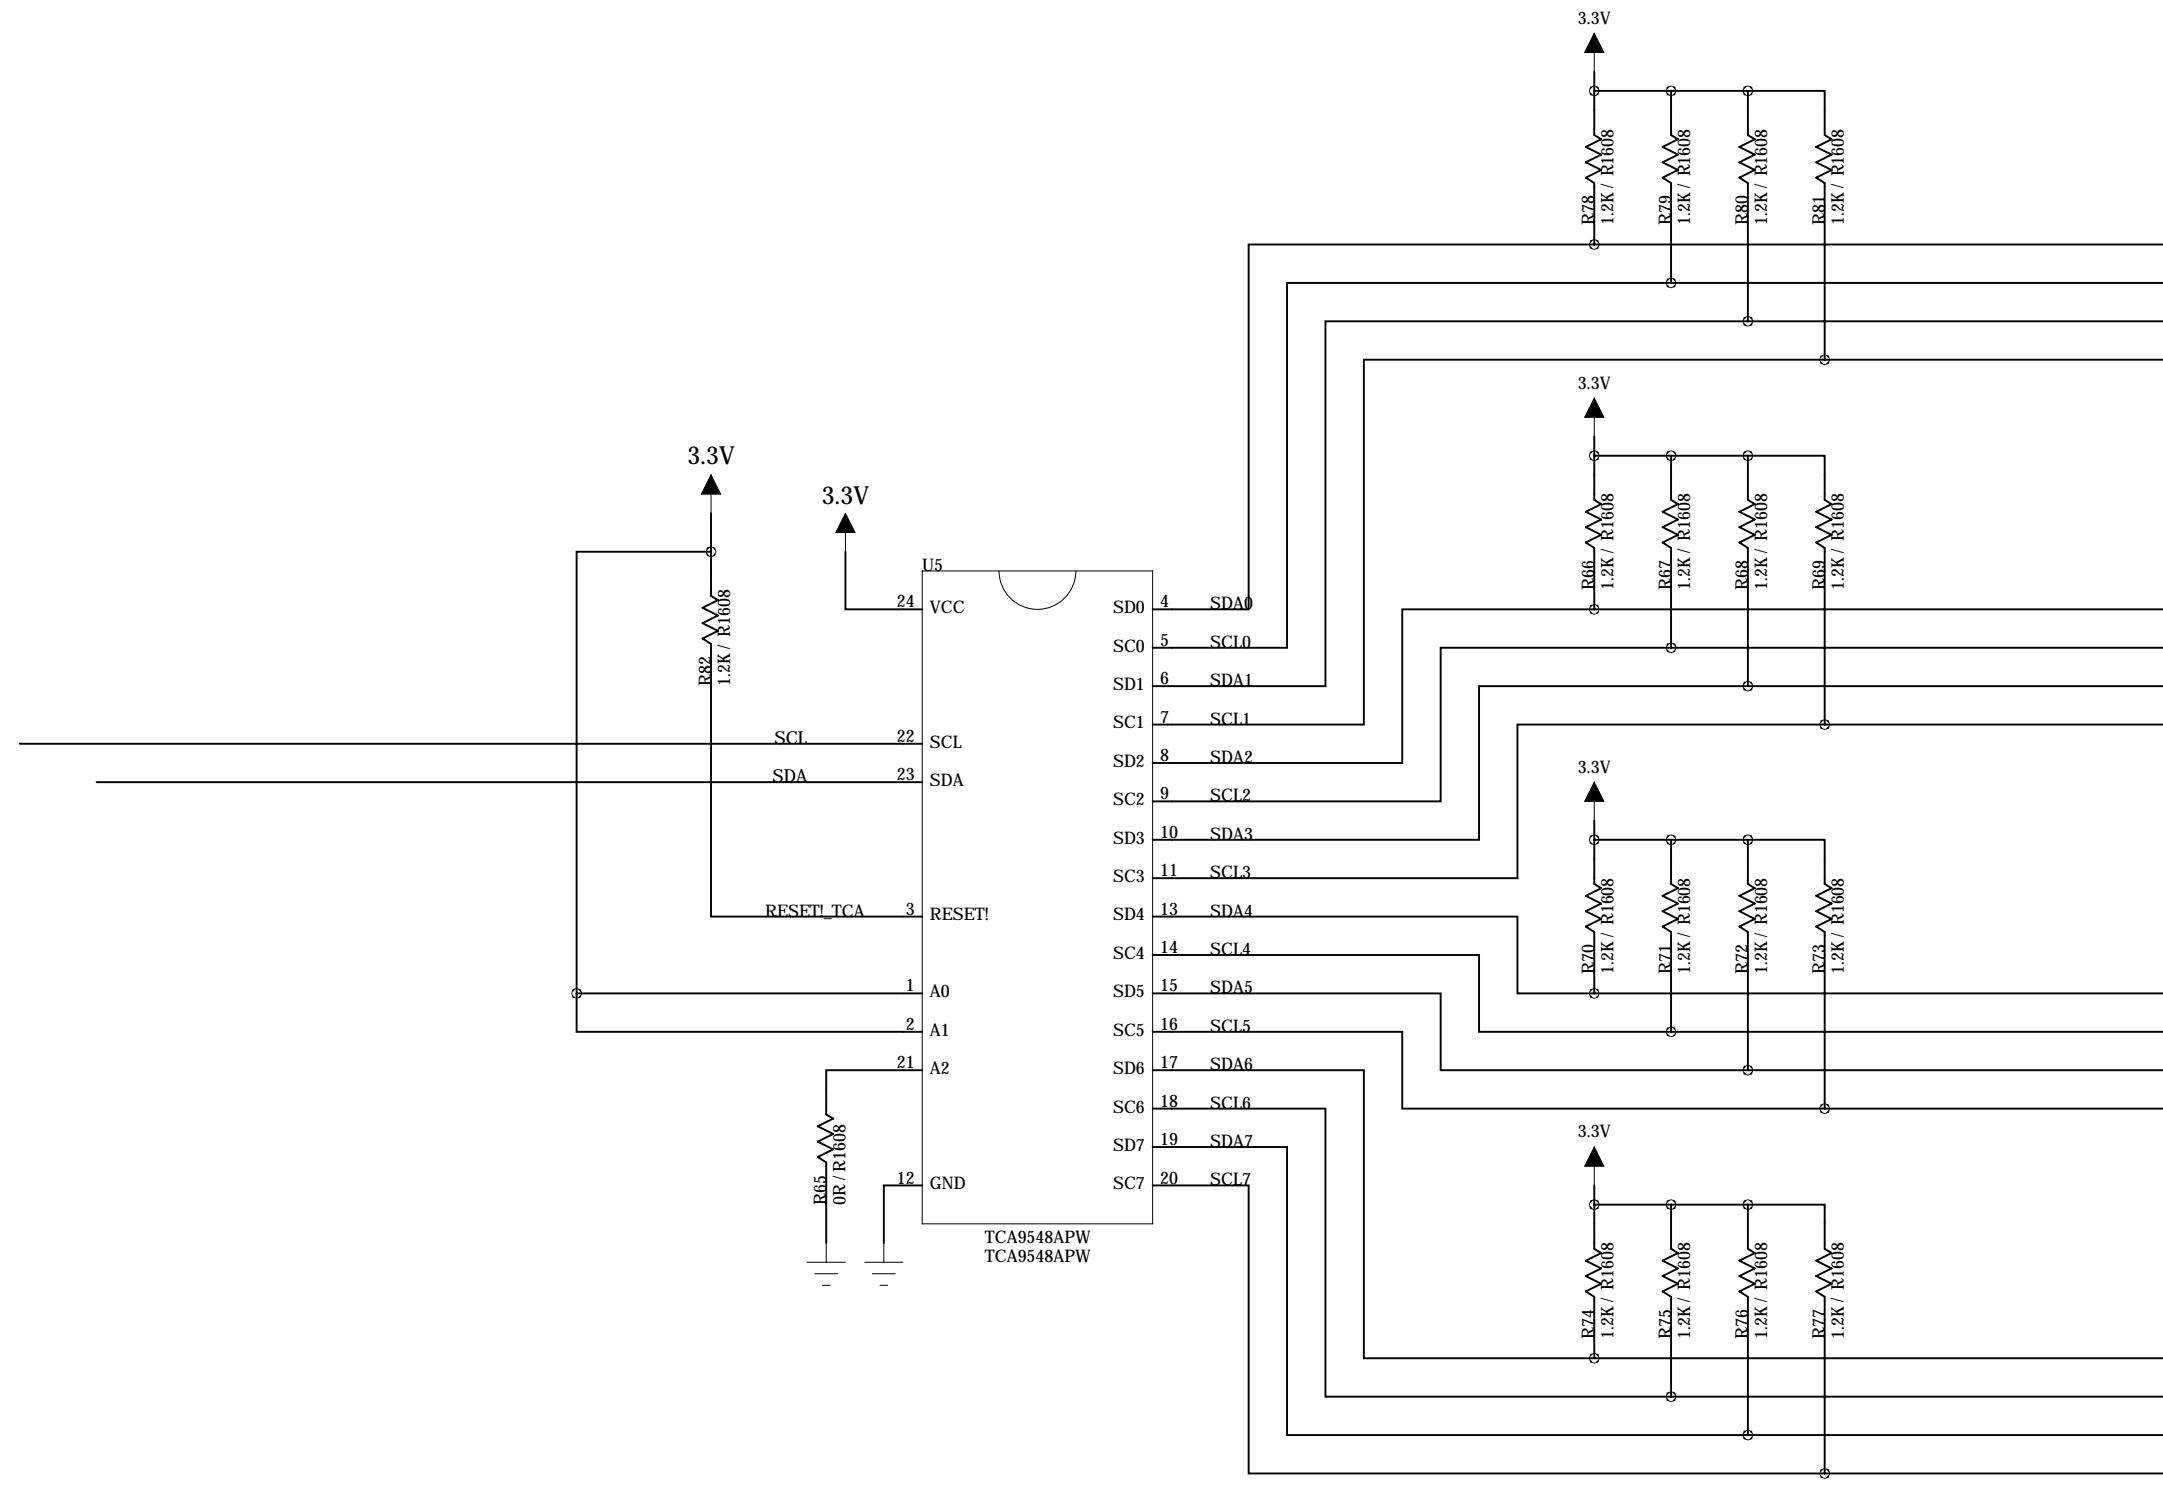 3.3V
R78
1.2K / R1608
R79
1.2K / R1608
R80
1.2K / R1608
R81
1.2K / R1608
3.3V
R66
1.2K / R1608
R67
1.2K / R1608
R68
1.2K / R1608
R69
1.2K / R1608
3.3V
R82
1.2K / R1608
3.3V
U5
24 VCC
SCL 22 SCL
SDA 23 SDA
RESET!_TCA 3 RESET!
1 A0
2 A1
21 A2
12 GND
R65
0R / R1608
SD0 4 SDA0
SC0 5 SCL0
SD1 6 SDA1
SC1 7 SCL1
SD2 8 SDA2
SC2 9 SCL2
SD3 10 SDA3
SC3 11 SCL3
SD4 13 SDA4
SC4 14 SCL4
SD5 15 SDA5
SC5 16 SCL5
SD6 17 SDA6
SC6 18 SCL6
SD7 19 SDA7
SC7 20 SCL7
TCA9548APW
TCA9548APW
3.3V
R70
1.2K / R1608
R71
1.2K / R1608
R72
1.2K / R1608
R73
1.2K / R1608
3.3V
R74
1.2K / R1608
R75
1.2K / R1608
R76
1.2K / R1608
R77
1.2K / R1608